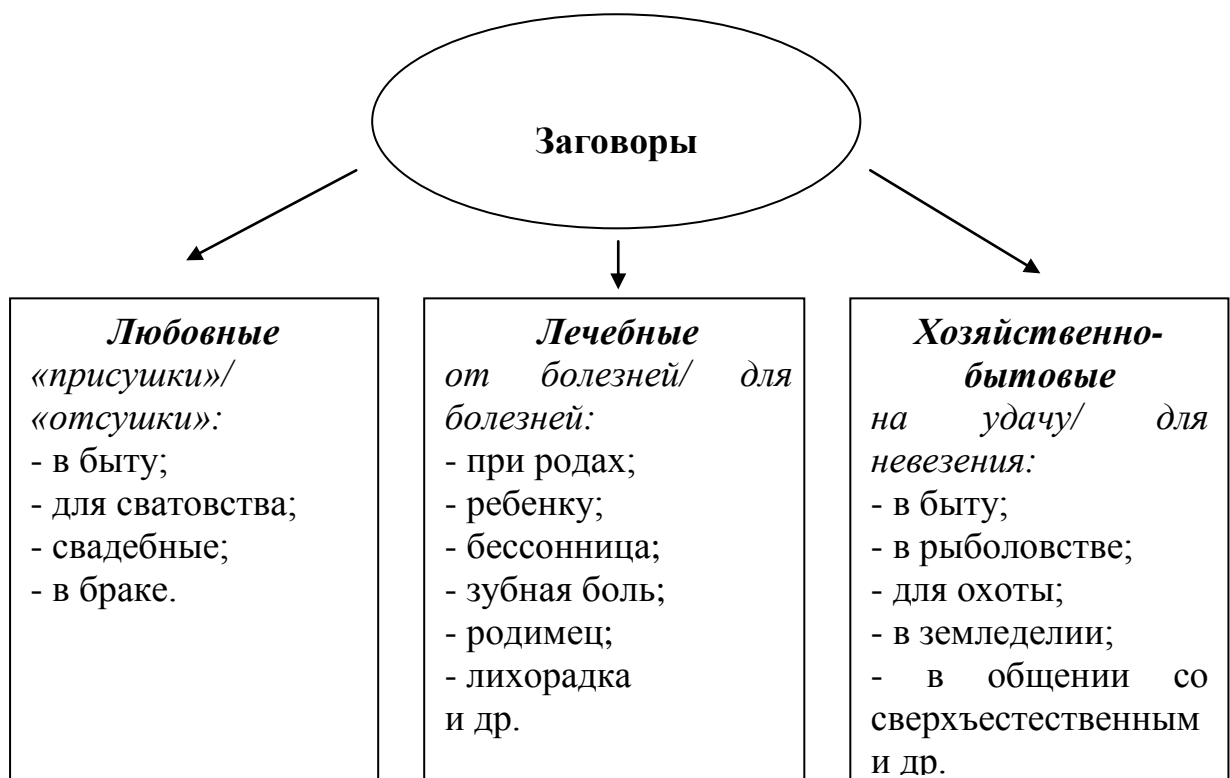 Заговоры
Любовные
«присушки»/
«отсушки»:
- в быту;
- для сватовства;
- свадебные;
- в браке.
Лечебные
от болезней/ для
болезней:
- при родах;
- ребенку;
- бессонница;
- зубная боль;
- родимец;
- лихорадка
и др.
Хозяйственно-
бытовые
на удачу/ для
невезения:
- в быту;
- в рыболовстве;
- для охоты;
- в земледелии;
- в общении со
сверхъестественным
и др.